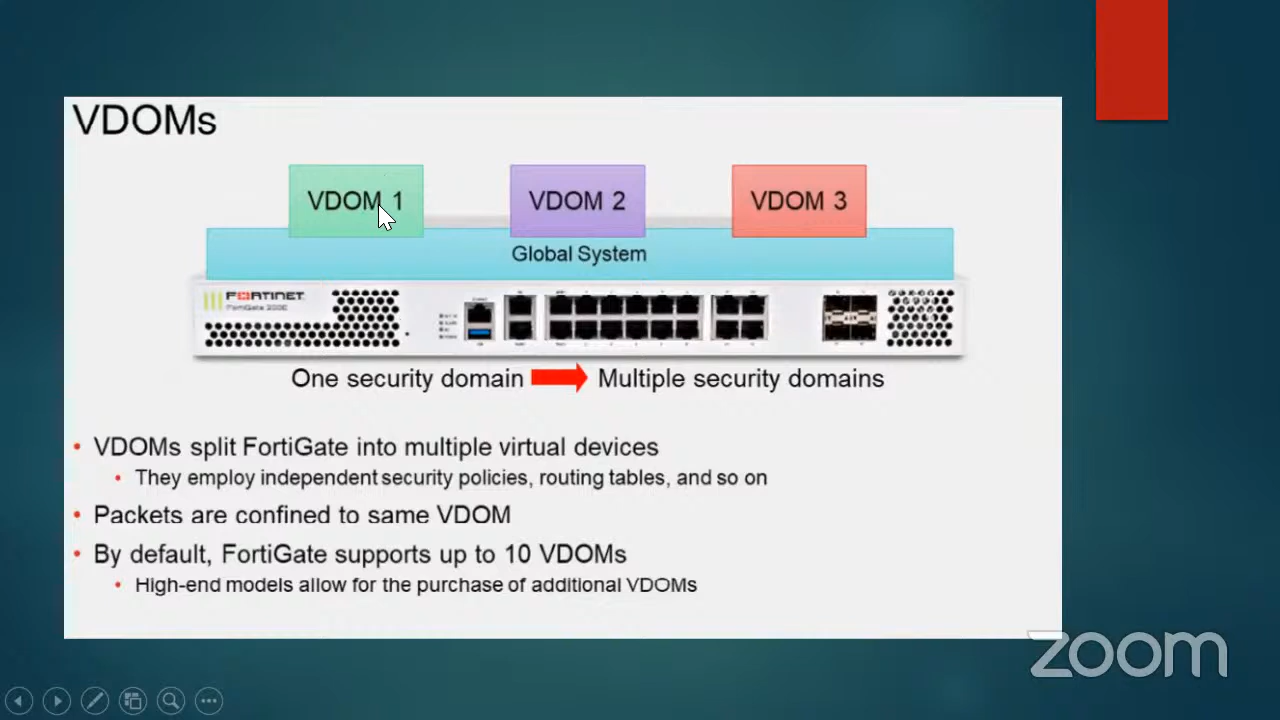 VDOMs
VDOM 1
VDOM 2
VDOM 3
Global System
FORTINET
FortiGate 200E
One security domain
Multiple security domains
• VDOMs split FortiGate into multiple virtual devices
• They employ independent security policies, routing tables, and so on
• Packets are confined to same VDOM
• By default, FortiGate supports up to 10 VDOMs
• High-end models allow for the purchase of additional VDOMs
zoom